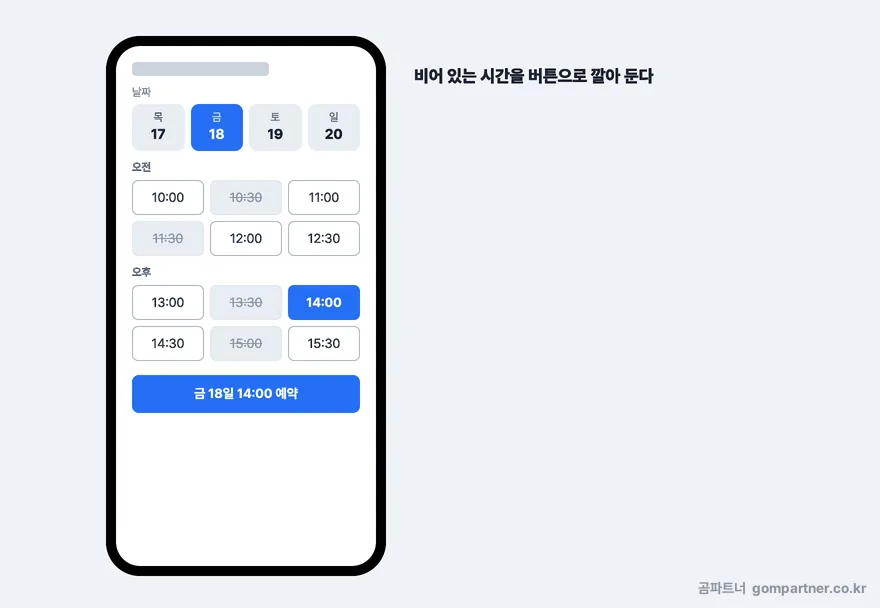 비어 있는 시간을 버튼으로 깔아 둔다
날짜
목 금 토 일
17 18 19 20
오전
10:00 10:30 11:00
11:30 12:00 12:30
오후
13:00 13:30 14:00
14:30 15:00 15:30
금 18일 14:00 예약
곰파트너 gompartner.co.kr